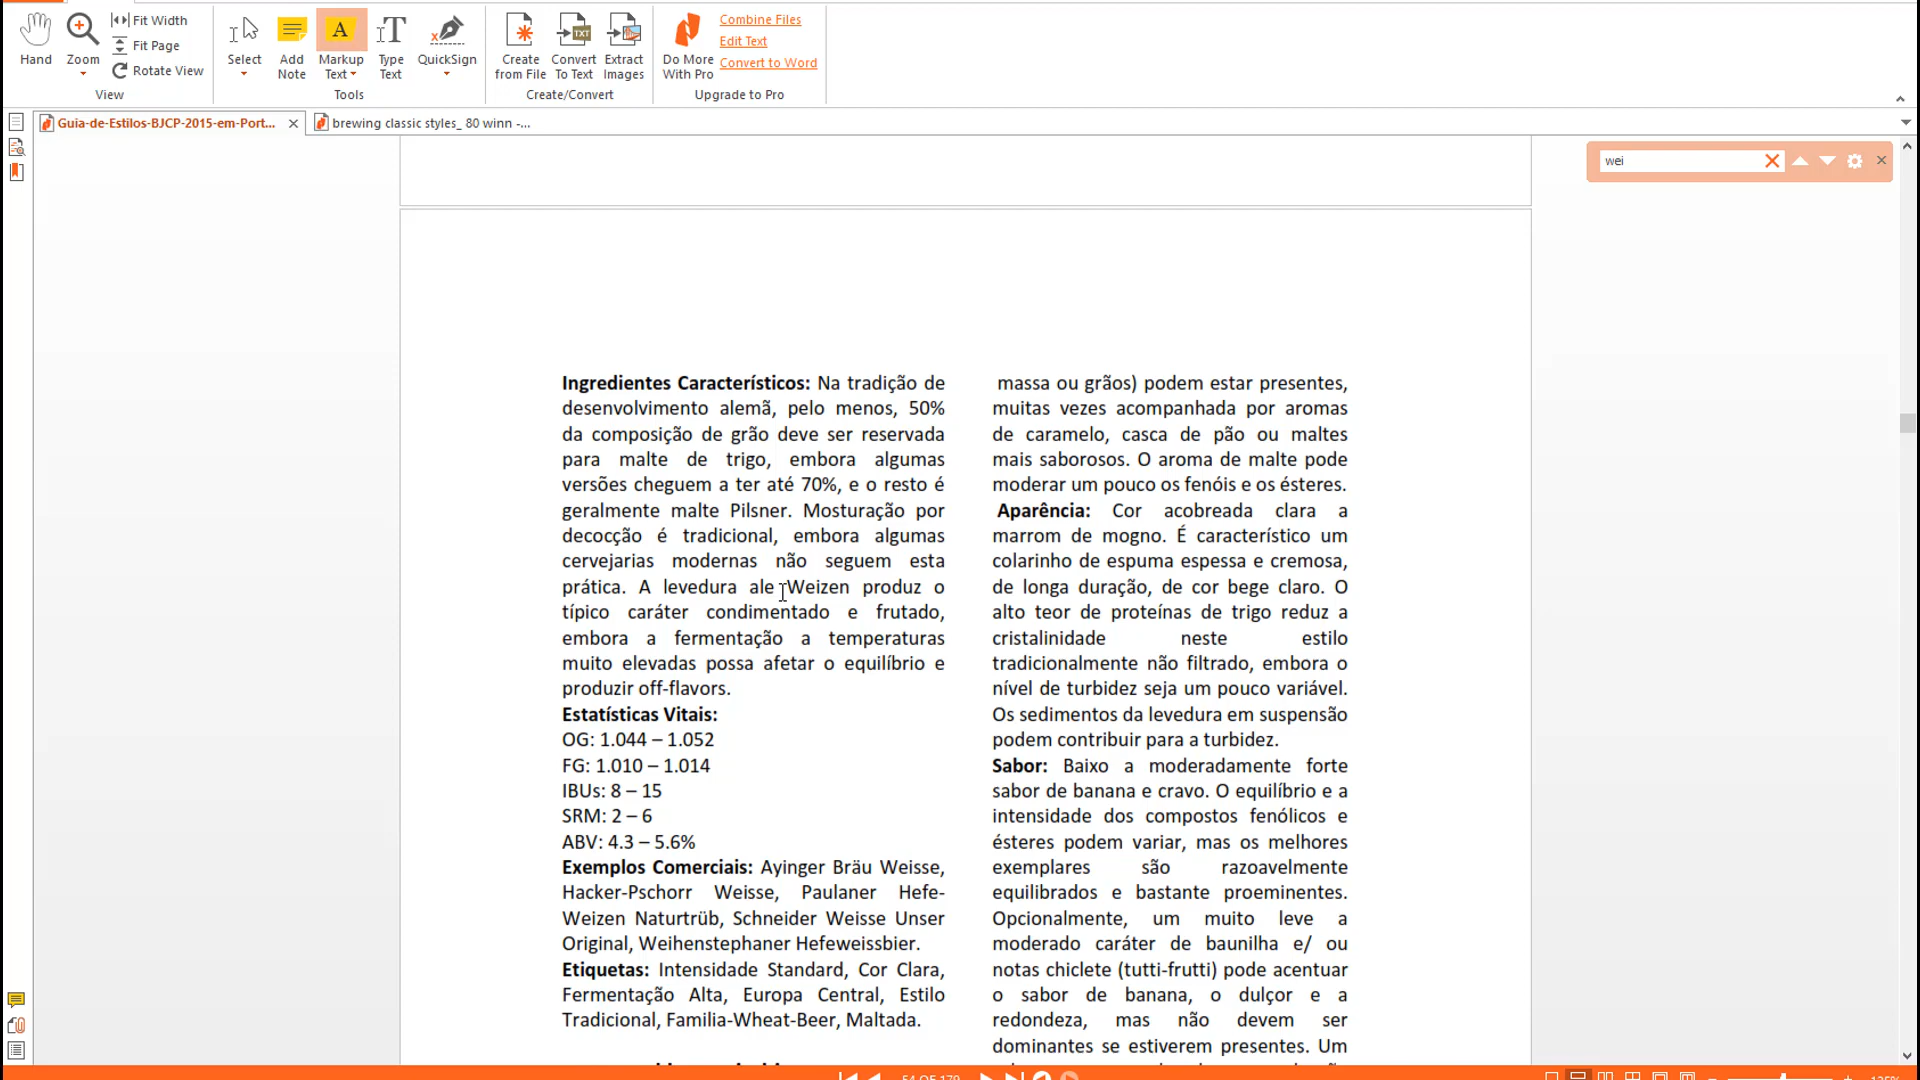 Hand
Zoom
Fit Width
Fit Page
Rotate View
View
Select
Add
Note
Markup
Text
Type
Text
QuickSign
Tools
Create
from File
Convert
To Text
Extract
Images
Create/Convert
Do More
With Pro
Combine Files
Edit Text
Convert to Word
Upgrade to Pro
Guia-de-Estilos-BJCP-2015-em-Port...
brewing classic styles_ 80 winn -...
wei
Ingredientes Característicos: Na tradição de
desenvolvimento alemã, pelo menos, 50%
da composição de grão deve ser reservada
para malte de trigo, embora algumas
versões cheguem a ter até 70%, e o resto é
geralmente malte Pilsner. Mosturação por
decocção é tradicional, embora algumas
cervejarias modernas não seguem esta
prática. A levedura ale Weizen produz o
típico caráter condimentado e frutado,
embora a fermentação a temperaturas
muito elevadas possa afetar o equilíbrio e
produzir off-flavors.
Estatísticas Vitais:
OG: 1.044 – 1.052
FG: 1.010 – 1.014
IBUs: 8 – 15
SRM: 2 – 6
ABV: 4.3 – 5.6%
Exemplos Comerciais: Ayinger Bräu Weisse,
Hacker-Pschorr Weisse, Paulaner Hefe-
Weizen Naturtrüb, Schneider Weisse Unser
Original, Weihenstephaner Hefeweissbier.
Etiquetas: Intensidade Standard, Cor Clara,
Fermentação Alta, Europa Central, Estilo
Tradicional, Familia-Wheat-Beer, Maltada.
massa ou grãos) podem estar presentes,
muitas vezes acompanhada por aromas
de caramelo, casca de pão ou maltes
mais saborosos. O aroma de malte pode
moderar um pouco os fenóis e os ésteres.
Aparência: Cor acobreada clara a
marrom de mogno. É característico um
colarinho de espuma espessa e cremosa,
de longa duração, de cor bege claro. O
alto teor de proteínas de trigo reduz a
cristalinidade neste estilo
tradicionalmente não filtrado, embora o
nível de turbidez seja um pouco variável.
Os sedimentos da levedura em suspensão
podem contribuir para a turbidez.
Sabor: Baixo a moderadamente forte
sabor de banana e cravo. O equilíbrio e a
intensidade dos compostos fenólicos e
ésteres podem variar, mas os melhores
exemplares são razoavelmente
equilibrados e bastante proeminentes.
Opcionalmente, um muito leve a
moderado caráter de baunilha e/ ou
notas chiclete (tutti-frutti) pode acentuar
o sabor de banana, o dulçor e a
redondeza, mas não devem ser
dominantes se estiverem presentes. Um
54 OF 179